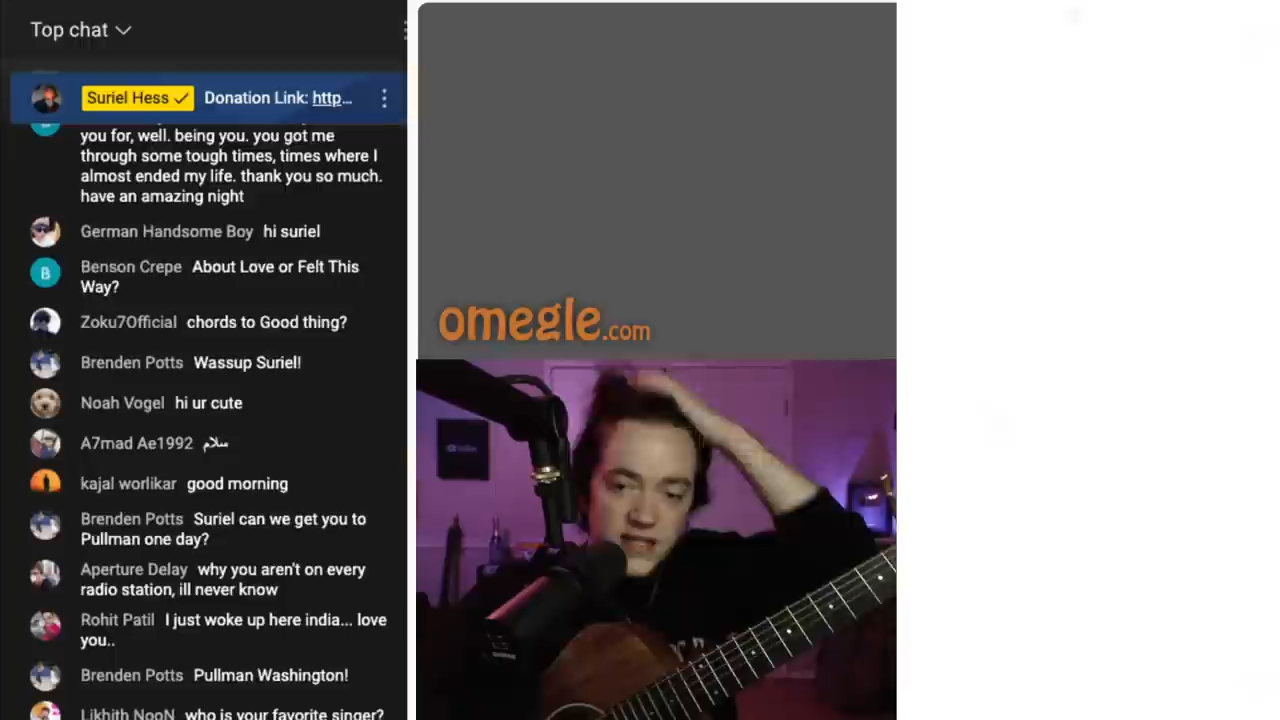 Top chat
Suriel Hess Donation Link: http...
you for, well. being you. you got me
through some tough times, times where I
almost ended my life. thank you so much.
have an amazing night
German Handsome Boy hi suriel
B
Benson Crepe About Love or Felt This
Way?
Zoku7Official chords to Good thing?
Brenden Potts Wassup Suriel!
Noah Vogel hi ur cute
A7mad Ae1992 سلام
kajal worlikar good morning
Brenden Potts Suriel can we get you to
Pullman one day?
Aperture Delay why you aren't on every
radio station, ill never know
Rohit Patil I just woke up here india... love
you..
Brenden Potts Pullman Washington!
Likhith NooN who is your favorite singer?
omegle.com